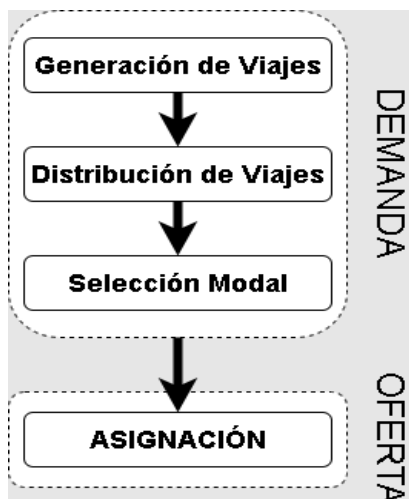 Generación de Viajes
Distribución de Viajes
Selección Modal
DEMANDA
ASIGNACIÓN
OFERTA